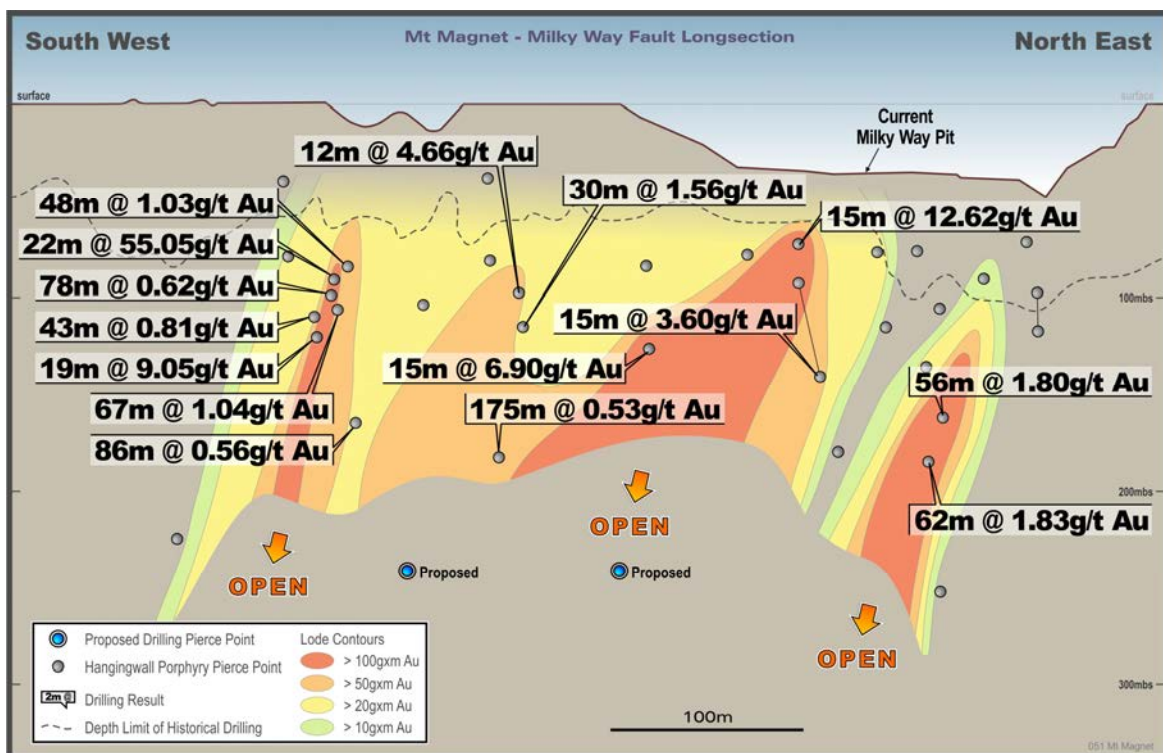 South West
Mt Magnet - Milky Way Fault Longsection
North East
surface
surface
Current
Milky Way Pit
12m @ 4.66g/t Au
30m @ 1.56g/t Au
48m @ 1.03g/t Au
15m @ 12.62g/t Au
22m @ 55.05g/t Au
78m @ 0.62g/t Au
100mbs
43m @ 0.81g/t Au
15m @ 3.60g/t Au
19m @ 9.05g/t Au
15m @ 6.90g/t Au
56m @ 1.80g/t Au
67m @ 1.04g/t Au
175m @ 0.53g/t Au
86m @ 0.56g/t Au
200mbs
62m @ 1.83g/t Au
OPEN
OPEN
OPEN
Proposed
Proposed
Proposed Drilling Pierce Point
Hangingwall Porphyry Pierce Point
2m @
Drilling Result
Depth Limit of Historical Drilling
Lode Contours
> 100gxm Au
> 50gxm Au
> 20gxm Au
> 10gxm Au
100m
300mbs
051 Mt Magnet